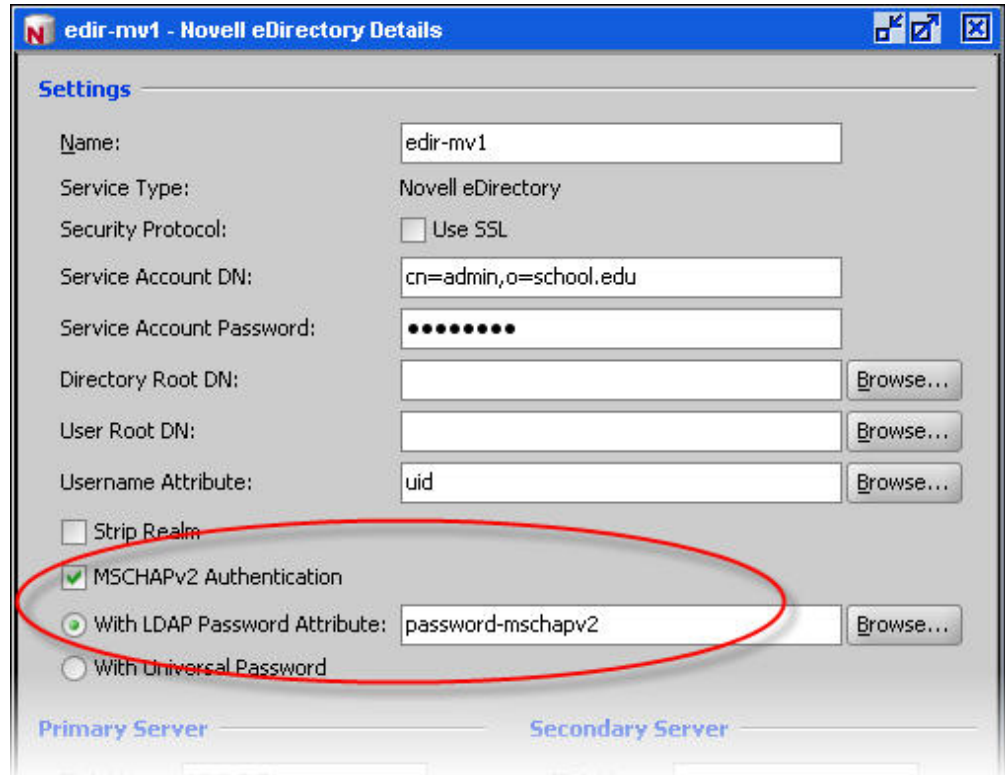 N edir-mv1 - Novell eDirectory Details
Settings
Name: edir-mv1
Service Type: Novell eDirectory
Security Protocol: Use SSL
Service Account DN: cn=admin,o=school.edu
Service Account Password: ●●●●●●●●
Directory Root DN: Browse...
User Root DN: Browse...
Username Attribute: uid Browse...
Strip Realm
MSCHAPv2 Authentication
With LDAP Password Attribute: password-mschapv2 Browse...
With Universal Password
Primary Server Secondary Server